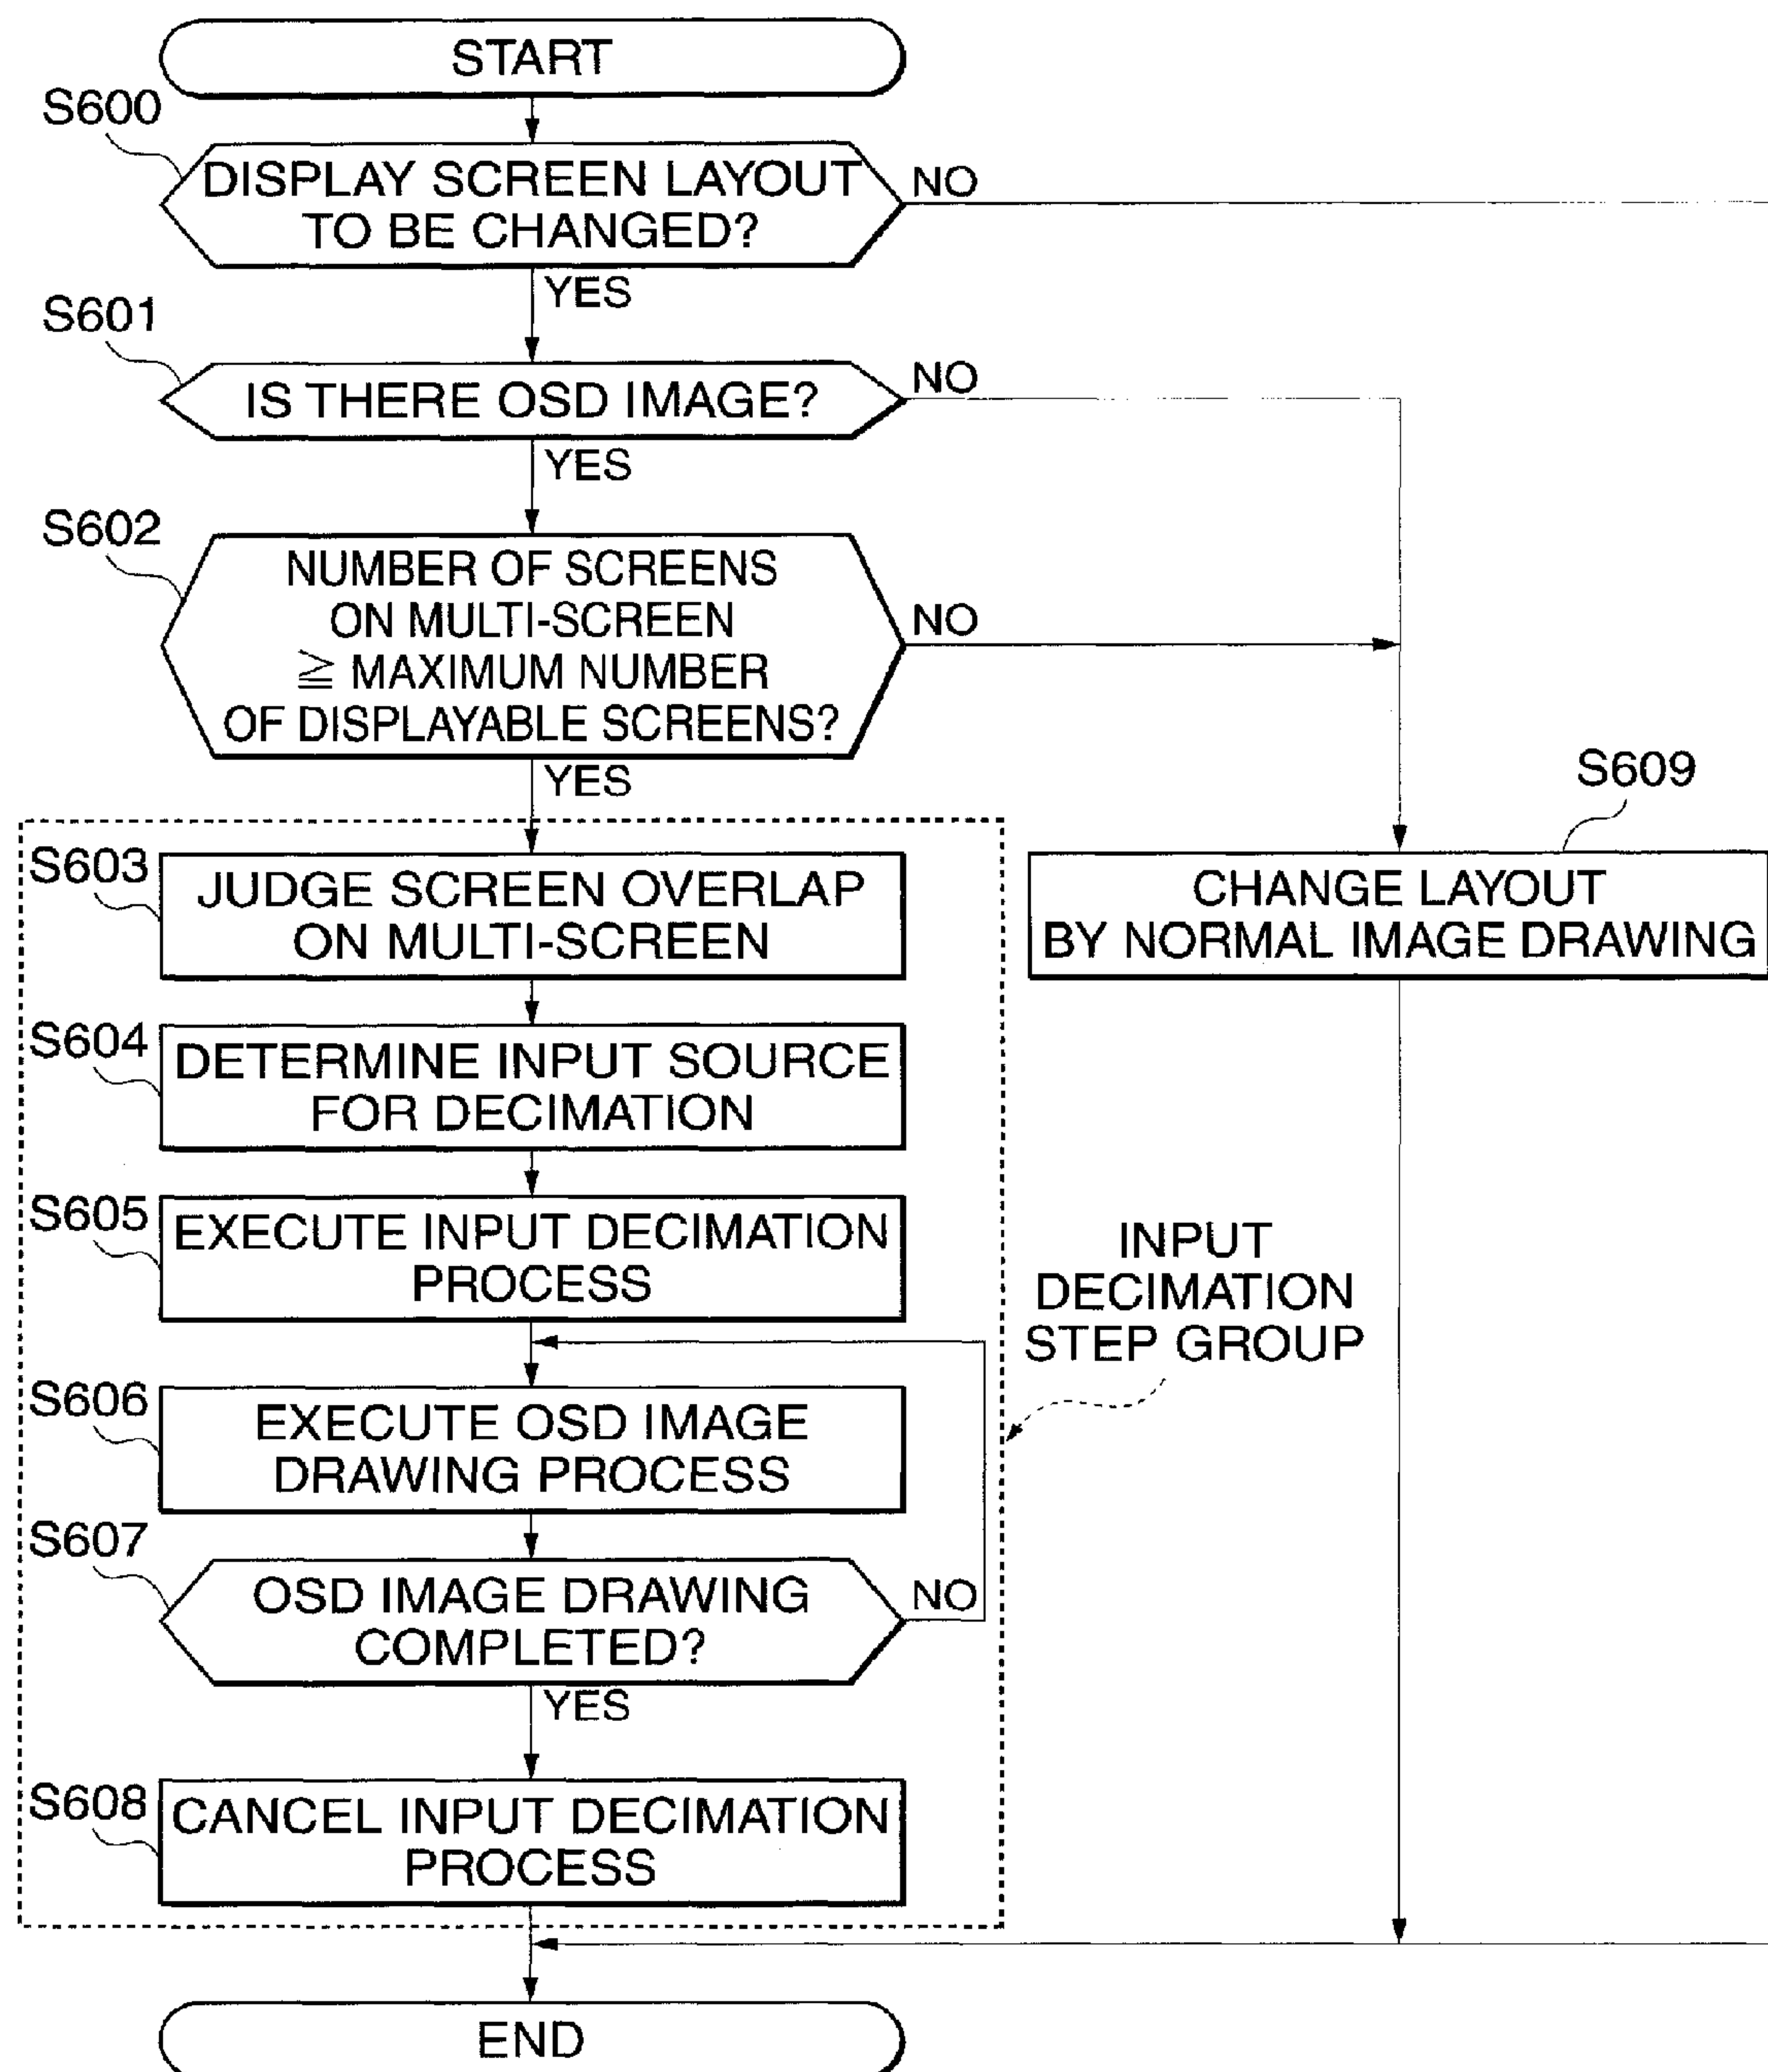 START
S600
DISPLAY SCREEN LAYOUT
TO BE CHANGED?
NO
YES
S601
IS THERE OSD IMAGE?
NO
YES
S602
NUMBER OF SCREENS
ON MULTI-SCREEN
≧ MAXIMUM NUMBER
OF DISPLAYABLE SCREENS?
NO
YES
S603
JUDGE SCREEN OVERLAP
ON MULTI-SCREEN
S609
CHANGE LAYOUT
BY NORMAL IMAGE DRAWING
S604
DETERMINE INPUT SOURCE
FOR DECIMATION
S605
EXECUTE INPUT DECIMATION
PROCESS
INPUT
DECIMATION
STEP GROUP
S606
EXECUTE OSD IMAGE
DRAWING PROCESS
S607
OSD IMAGE DRAWING
COMPLETED?
NO
YES
S608
CANCEL INPUT DECIMATION
PROCESS
END